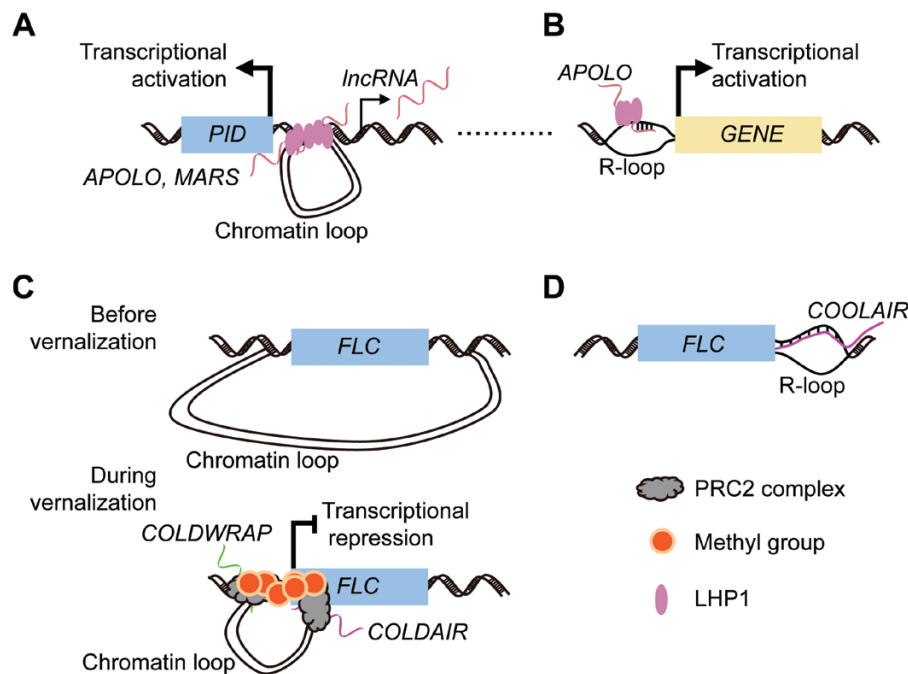 A
Transcriptional
activation
lncRNA
PID
APOLO, MARS
Chromatin loop
B
APOLO
Transcriptional
activation
GENE
R-loop
C
Before
vernalization
FLC
Chromatin loop
During
vernalization
Transcriptional
repression
COLDWRAP
FLC
COLDAIR
Chromatin loop
D
COOLAIR
FLC
R-loop
PRC2 complex
Methyl group
LHP1